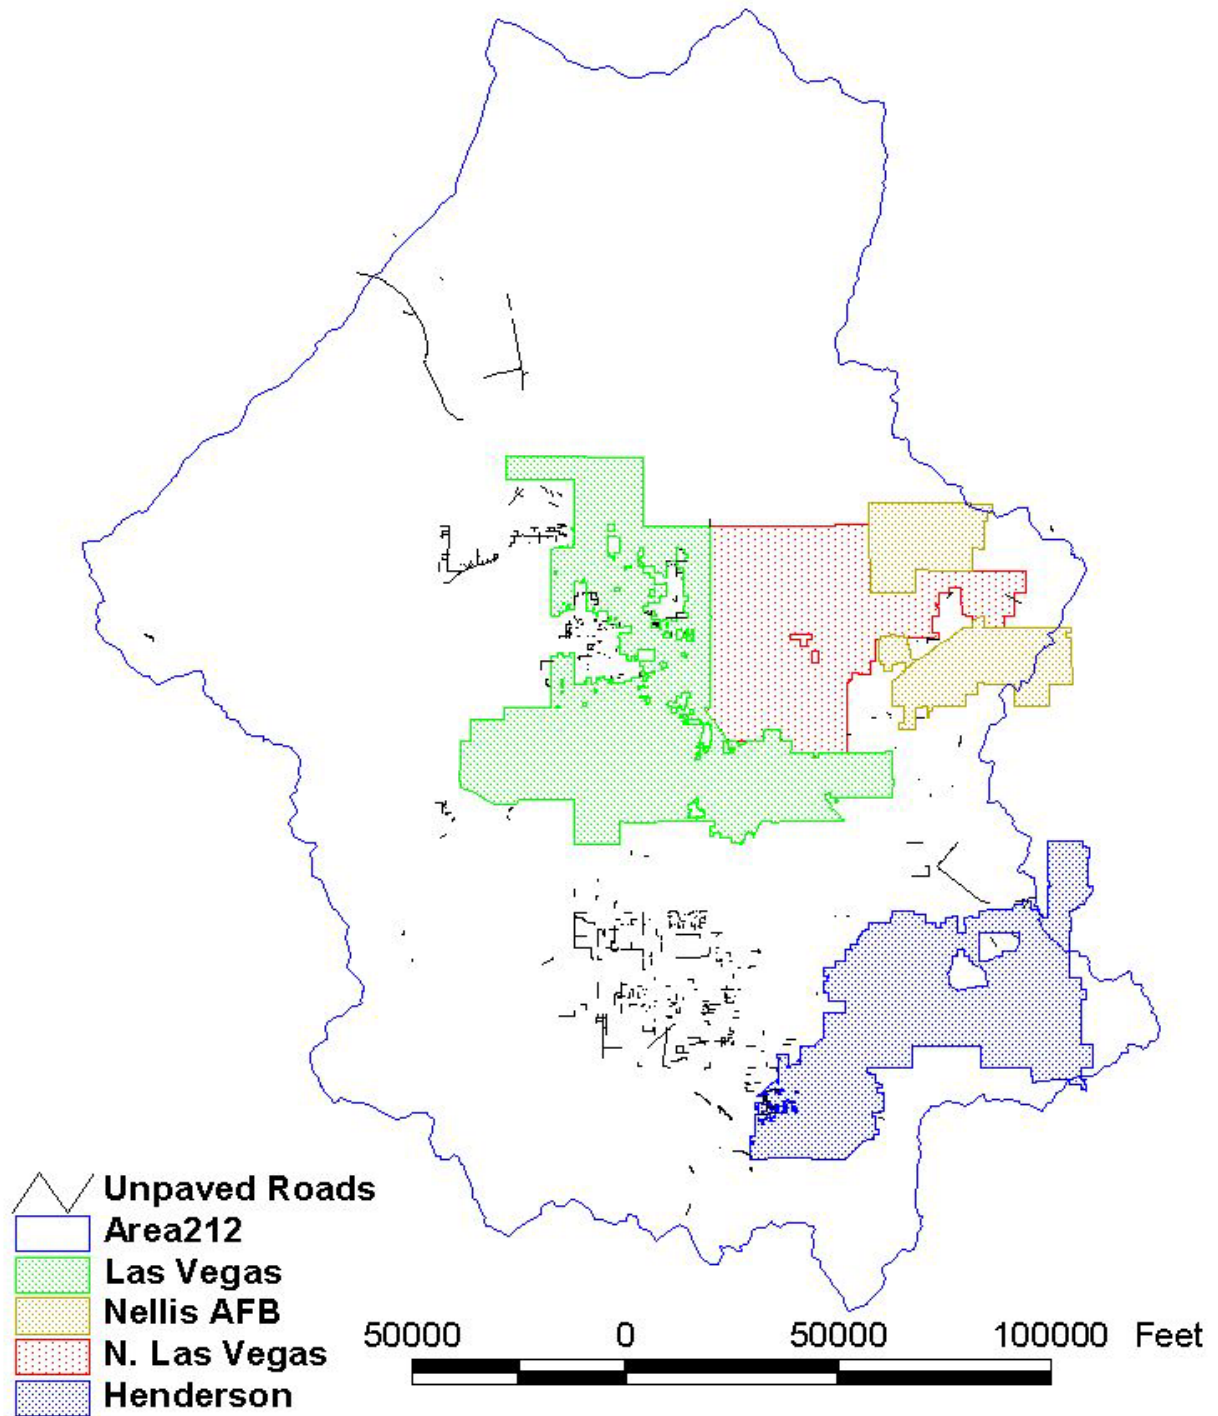 Unpaved Roads
Area212
Las Vegas
Nellis AFB
N. Las Vegas
Henderson
50000 0 50000 100000 Feet